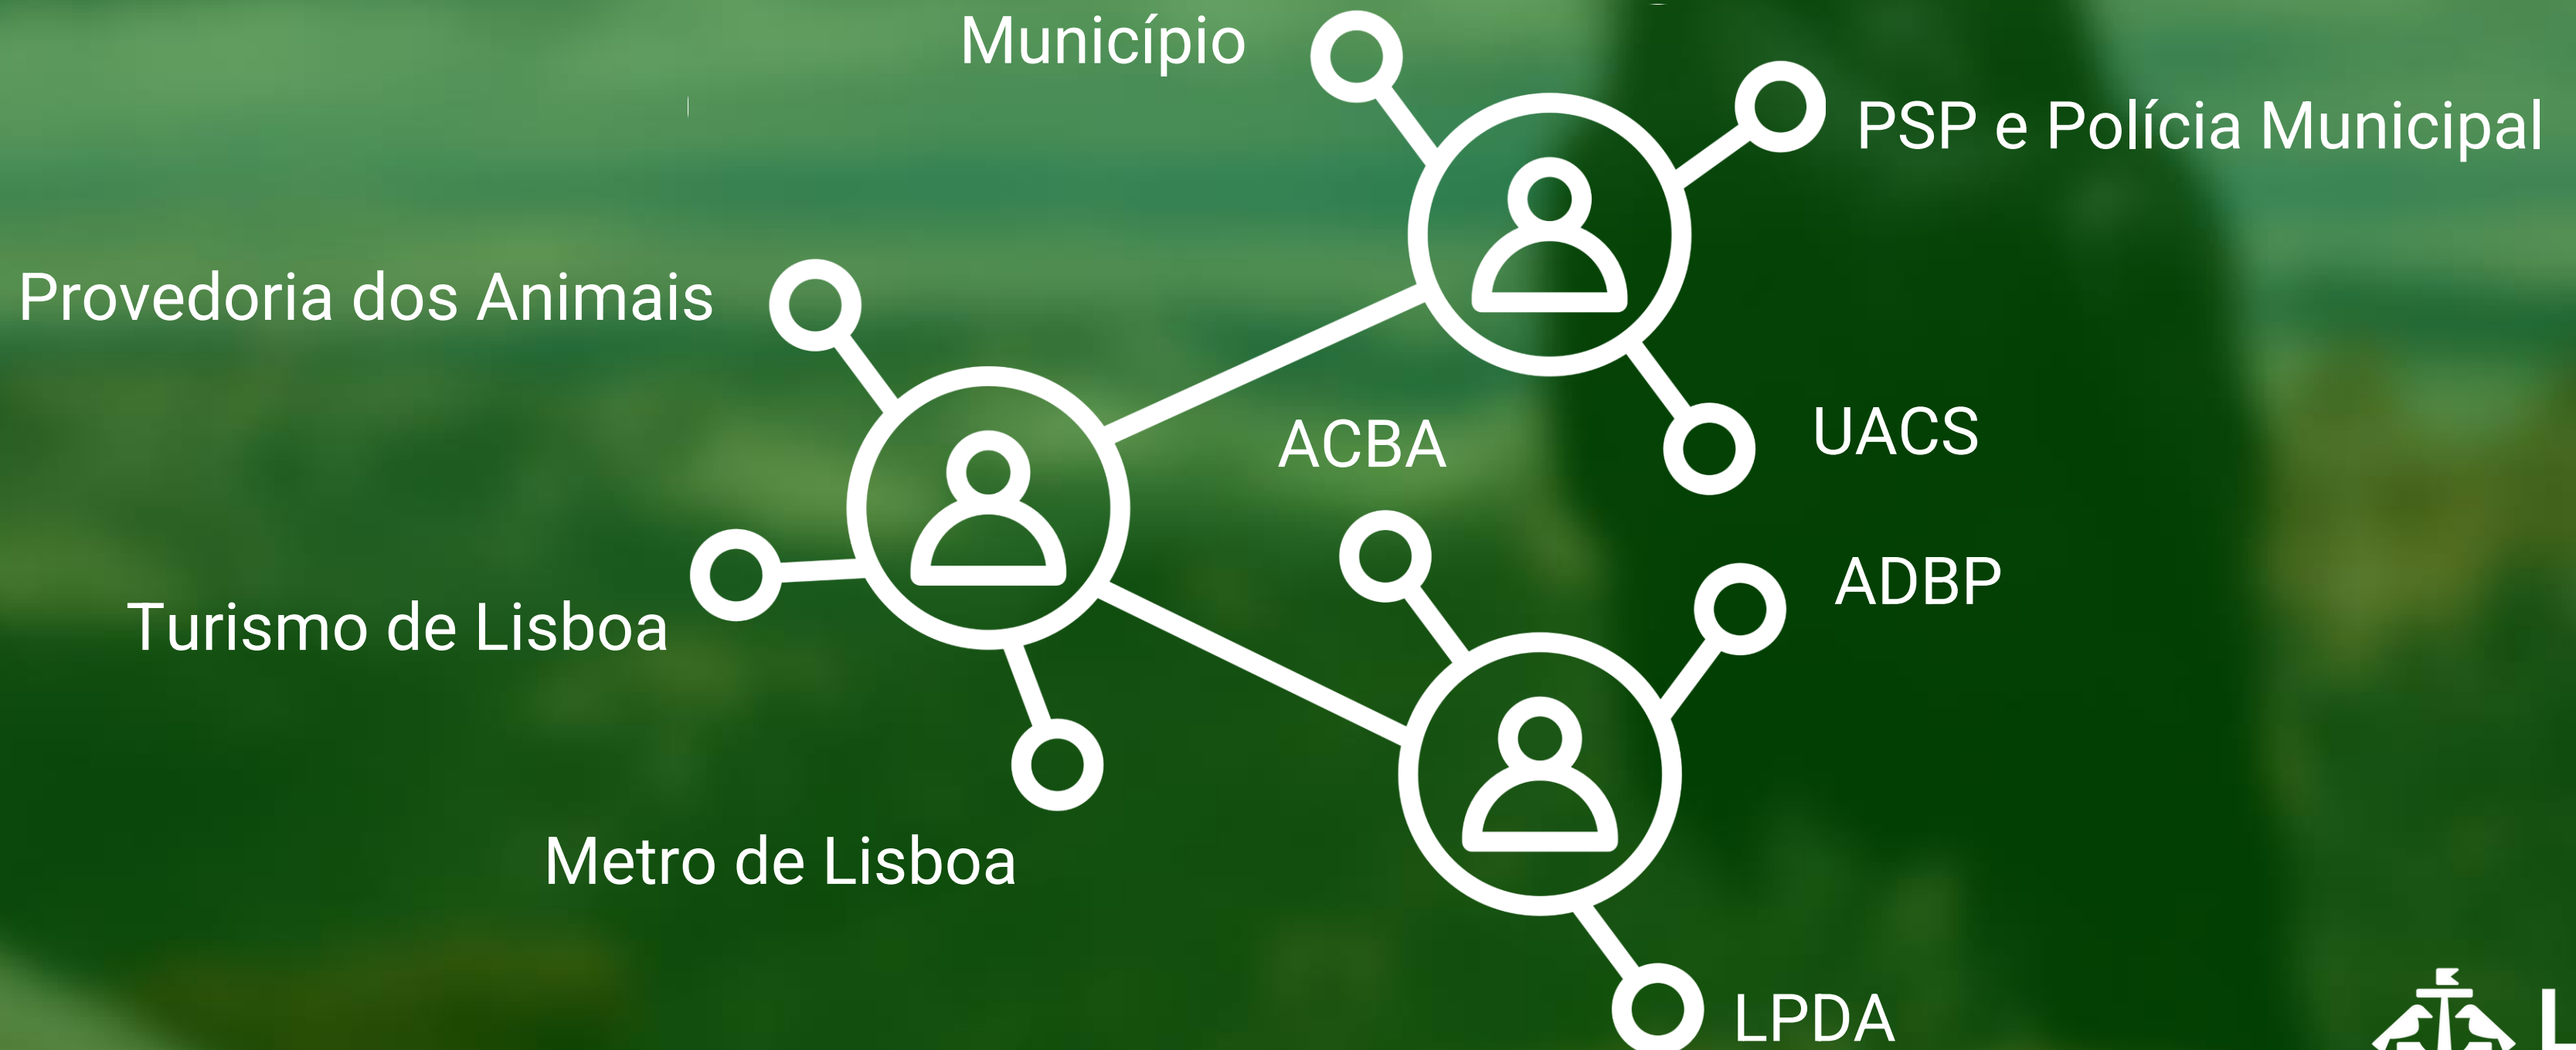 Município
PSP e Polícia Municipal
Provedoria dos Animais
ACBA
UACS
ADBP
Turismo de Lisboa
Metro de Lisboa
LPDA